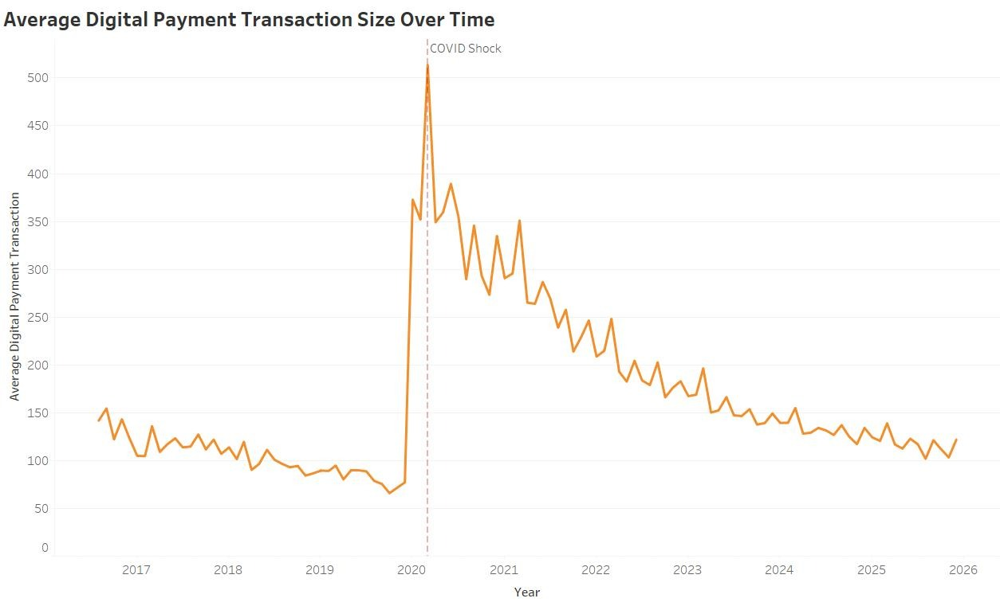 Average Digital Payment Transaction Size Over Time
COVID Shock
500
450
400
350
300
250
200
150
100
50
0
Average Digital Payment Transaction
2017 2018 2019 2020 2021 2022 2023 2024 2025 2026
Year